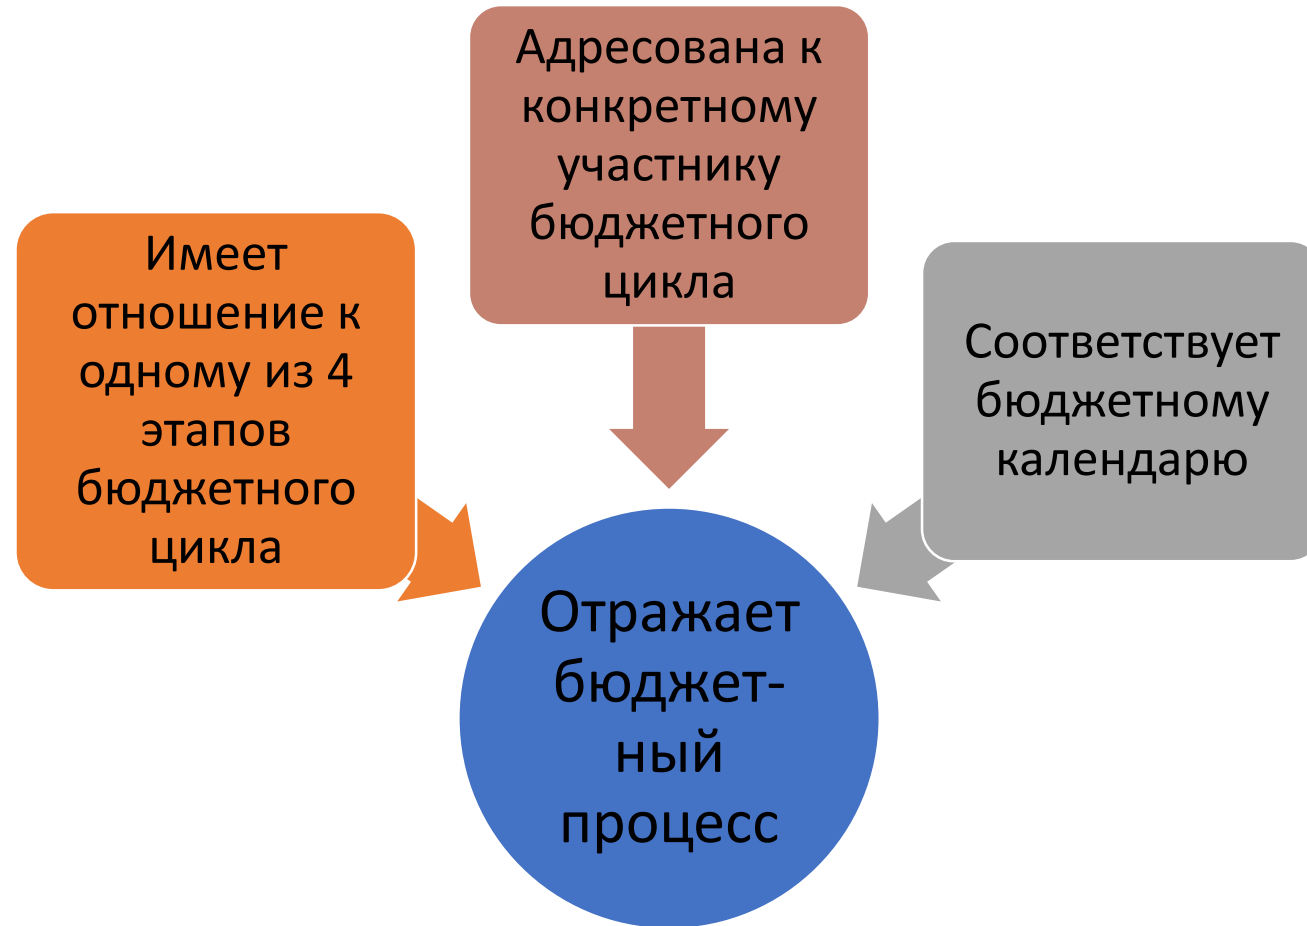 Адресована к
конкретному
участнику
бюджетного
цикла
Имеет
отношение к
одному из 4
этапов
бюджетного
цикла
Соответствует
бюджетному
календарю
Отражает
бюджет-
ный
процесс